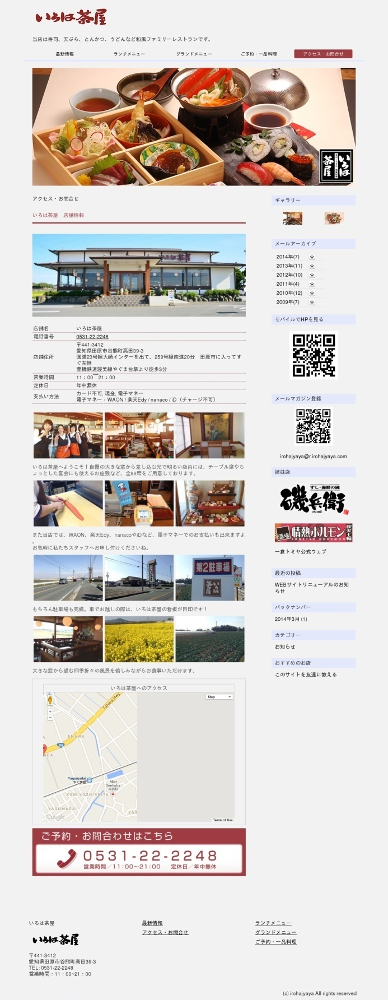 いろは茶屋
当店は寿司、天ぷら、とんかつ、うどんなど和風ファミリーレストランです。
最新情報
ランチメニュー
グランドメニュー
ご予約・一品料理
アクセス・お問合せ
いろは
茶屋
アクセス・お問合せ
いろは茶屋　店舗情報
店舗名 いろは茶屋
電話番号 0531-22-2248
店舗住所 〒441-3412
愛知県田原市谷熊町高田39-3
国道23号線大崎インターを出て、259号線南進20分　田原市に入ってす
ぐ左側
豊橋鉄道渥美線やぐま台駅より徒歩3分
営業時間 11：00￣21：00
定休日 年中無休
支払い方法 カード不可, 現金, 電子マネー
電子マネー：WAON / 楽天Edy / nanaco / iD（チャージ不可）
いろは茶屋へようこそ！自慢の大きな窓から差し込む光で明るい店内には、テーブル席やち
ょっとした宴会にも使えるお座敷など、全88席をご用意しております。
また当店では、WAON、楽天Edy、nanacoやiDなど、電子マネーでのお支払いも出来ますよ
。
お気軽に私たちスタッフへお申し付けくださいね。
第2駐車場
いろは
茶屋
もちろん駐車場も完備。車でお越しの際は、いろは茶屋の看板が目印です！
大きな窓から望む四季折々の風景を愉しみながらお食事いただけます。
いろは茶屋へのアクセス
Map
Tahara Hwy
ENAWA
259
ADA
Yagumadai
やぐま台
Mori
Dentistry
森歯科
KAMIYOSHISHITA
YAGUMADAI
YAS
Google
Terms of Use
ご予約・お問合わせはこちら
0531-22-2248
営業時間／11:00～21:00　定休日／年中無休
ギャラリー
メールアーカイブ
2014年(7)
2013年(11)
2012年(10)
2011年(4)
2010年(12)
2009年(7)
モバイルでHPを見る
メールマガジン登録
irohajyaya@r.irohajyaya.com
姉妹店
すし・海鮮の國
磯兵衛
ISOBE
酒場
情熱ホルモン
JONETSU HORUMON
炭火七輪
一倉トミヤ公式ウェブ
最近の投稿
WEBサイトリニューアルのお知
らせ
バックナンバー
2014年3月 (1)
カテゴリー
お知らせ
おすすめのお店
このサイトを友達に教える
いろは茶屋
いろは茶屋
〒441-3412
愛知県田原市谷熊町高田39-3
TEL: 0531-22-2248
営業時間：11：00~21：00
最新情報
アクセス・お問合せ
ランチメニュー
グランドメニュー
ご予約・一品料理
(c) irohajyaya All rights reserved